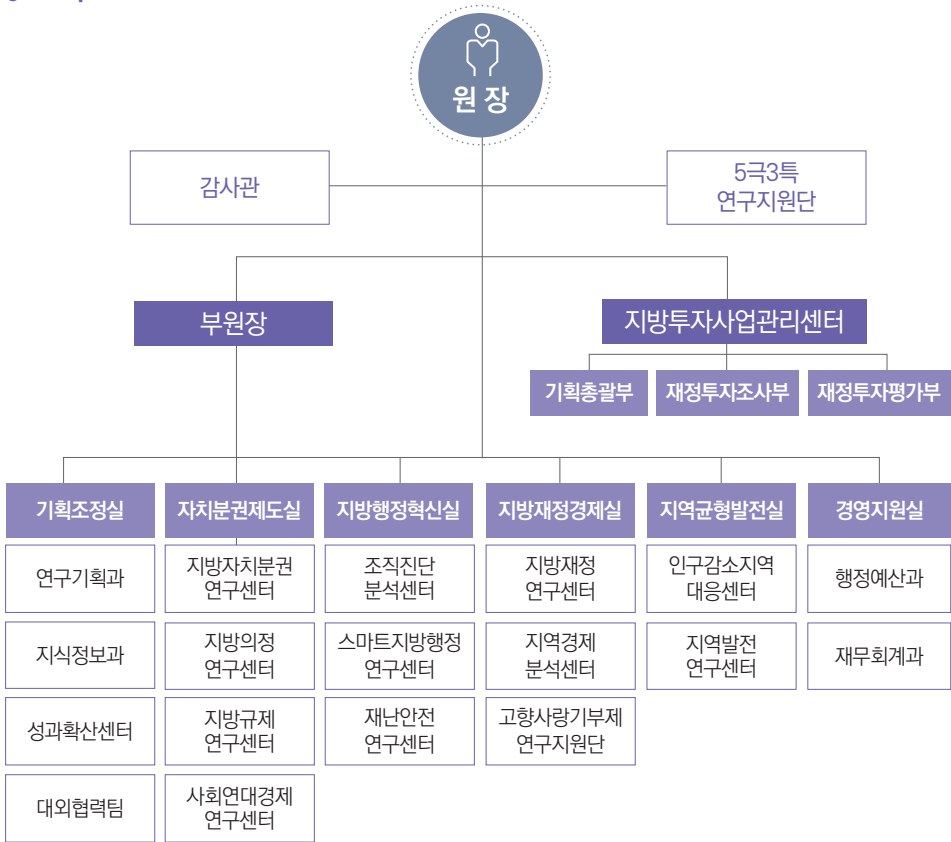 원 장
감사관
5극3특
연구지원단
부원장
지방투자사업관리센터
기획총괄부
재정투자조사부
재정투자평가부
기획조정실
자치분권제도실
지방행정혁신실
지방재정경제실
지역균형발전실
경영지원실
연구기획과
지방자치분권
연구센터
조직진단
분석센터
지방재정
연구센터
인구감소지역
대응센터
행정예산과
지식정보과
지방의정
연구센터
스마트지방행정
연구센터
지역경제
분석센터
지역발전
연구센터
재무회계과
성과확산센터
지방규제
연구센터
재난안전
연구센터
고향사랑기부제
연구지원단
대외협력팀
사회연대경제
연구센터